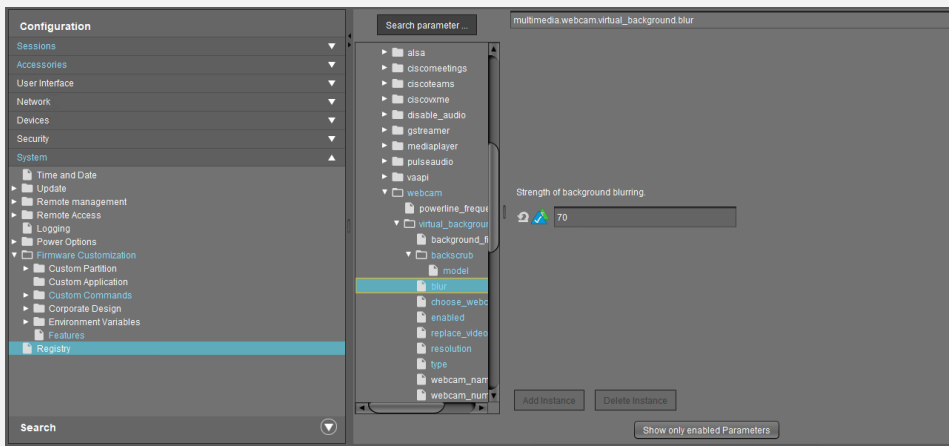 Configuration
Sessions
Accessories
User Interface
Network
Devices
Security
System
Time and Date
Update
Remote management
Remote Access
Logging
Power Options
Firmware Customization
Custom Partition
Custom Application
Custom Commands
Corporate Design
Environment Variables
Features
Registry
Search
Search parameter ...
alsa
ciscomeetings
ciscoteams
ciscovxme
disable_audio
gstreamer
mediaplayer
pulseaudio
vaapi
webcam
powerline_freque
virtual_backgrour
background_fi
backscrub
model
blur
choose_webc
enabled
replace_video
resolution
type
webcam_nam
webcam_num
multimedia.webcam.virtual_background.blur
Strength of background blurring.
70
Add Instance
Delete Instance
Show only enabled Parameters